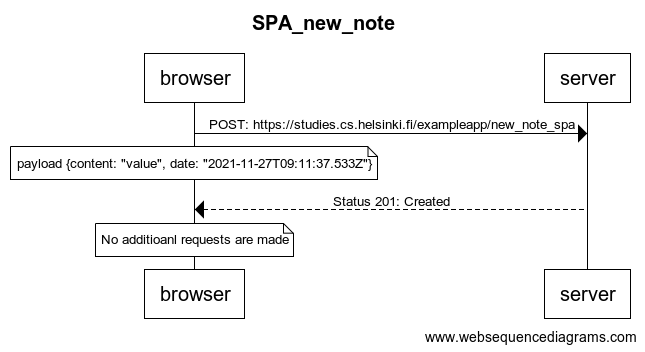 SPA_new_note
browser
server
POST: https://studies.cs.helsinki.fi/exampleapp/new_note_spa
payload {content: "value", date: "2021-11-27T09:11:37.533Z"}
Status 201: Created
No additioanl requests are made
browser
server
www.websequencediagrams.com